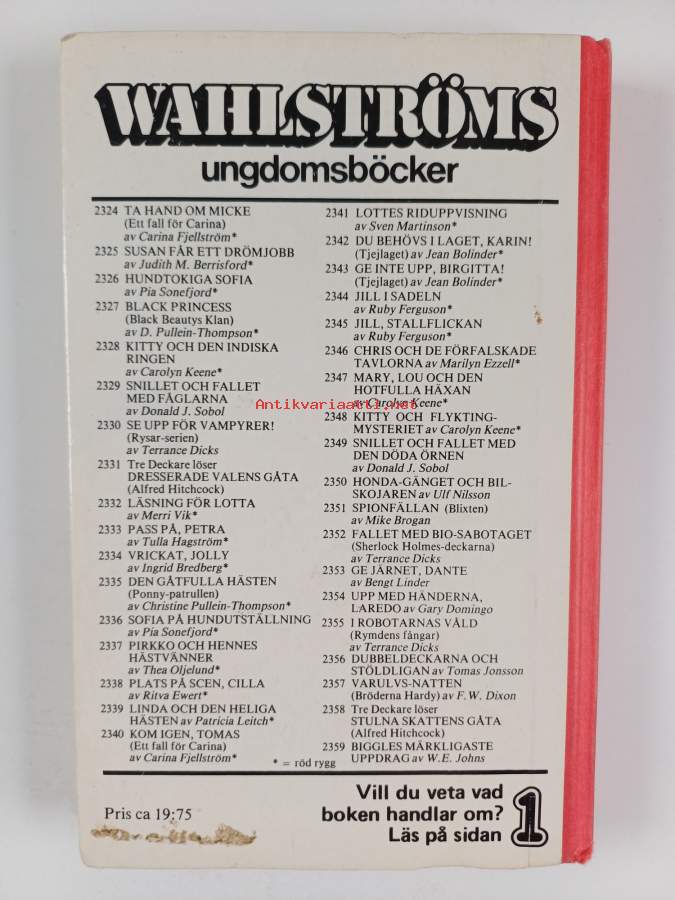 WAHLSTRÖMS
ungdomsböcker
2324 TA HAND OM MICKE
(Ett fall för Carina)
av Carina Fjellström*
2325 SUSAN FÅR ETT DRÖMJOBB
av Judith M. Berrisford*
2326 HUNDTOKIGA SOFIA
av Pia Sonefjord*
2327 BLACK PRINCESS
(Black Beautys Klan)
av D. Pullein-Thompson*
2328 KITTY OCH DEN INDISKA
RINGEN
av Carolyn Keene*
2329 SNILLET OCH FALLET
MED FÅGLARNA
av Donald J. Sobol
2330 SE UPP FÖR VAMPYRER!
(Rysar-serien)
av Terrance Dicks
2331 Tre Deckare löser
DRESSERADE VALENS GÅTA
(Alfred Hitchcock)
2332 LÄSNING FÖR LOTTA
av Merri Vik*
2333 PASS PÅ, PETRA
av Tulla Hagström*
2334 VRICKAT, JOLLY
av Ingrid Bredberg*
2335 DEN GÅTFULLA HÄSTEN
(Ponny-patrullen)
av Christine Pullein-Thompson*
2336 SOFIA PÅ HUNDUTSTÄLLNING
av Pia Sonefjord*
2337 PIRKKO OCH HENNES
HÄSTVÄNNER
av Thea Oljelund*
2338 PLATS PÅ SCEN, CILLA
av Ritva Ewert*
2339 LINDA OCH DEN HELIGA
HÄSTEN av Patricia Leitch*
2340 KOM IGEN, TOMAS
(Ett fall för Carina)
av Carina Fjellström*
2341 LOTTES RIDUPPVISNING
av Sven Martinson*
2342 DU BEHÖVS I LAGET, KARIN!
(Tjejlaget) av Jean Bolinder*
2343 GE INTE UPP, BIRGITTA!
(Tjejlaget) av Jean Bolinder*
2344 JILL I SADELN
av Ruby Ferguson*
2345 JILL, STALLFLICKAN
av Ruby Ferguson*
2346 CHRIS OCH DE FÖRFALSKADE
TAVLORNA av Marilyn Ezzell*
2347 MARY, LOU OCH DEN
HOTFULLA HÄXAN
av Carolyn Keene*
2348 KITTY OCH FLYKTING-
MYSTERIET av Carolyn Keene*
2349 SNILLET OCH FALLET MED
DEN DÖDA ÖRNEN
av Donald J. Sobol
2350 HONDA-GÄNGET OCH BIL-
SKOJAREN av Ulf Nilsson
2351 SPIONFÄLLAN (Blixten)
av Mike Brogan
2352 FALLET MED BIO-SABOTAGET
(Sherlock Holmes-deckarna)
av Terrance Dicks
2353 GE JÄRNET, DANTE
av Bengt Linder
2354 UPP MED HÄNDERNA,
LAREDO av Gary Domingo
2355 I ROBOTARNAS VÅLD
(Rymdens fångar)
av Terrance Dicks
2356 DUBBELDECKARNA OCH
STÖLDLIGAN av Tomas Jonsson
2357 VARULVS-NATTEN
(Bröderna Hardy) av F.W. Dixon
2358 Tre Deckare löser
STULNA SKATTENS GÅTA
(Alfred Hitchcock)
2359 BIGGLES MÄRKLIGASTE
UPPDRAG av W.E. Johns
* = röd rygg
Antikvariaatti.net
Pris ca 19:75
Vill du veta vad
boken handlar om?
Läs på sidan 1